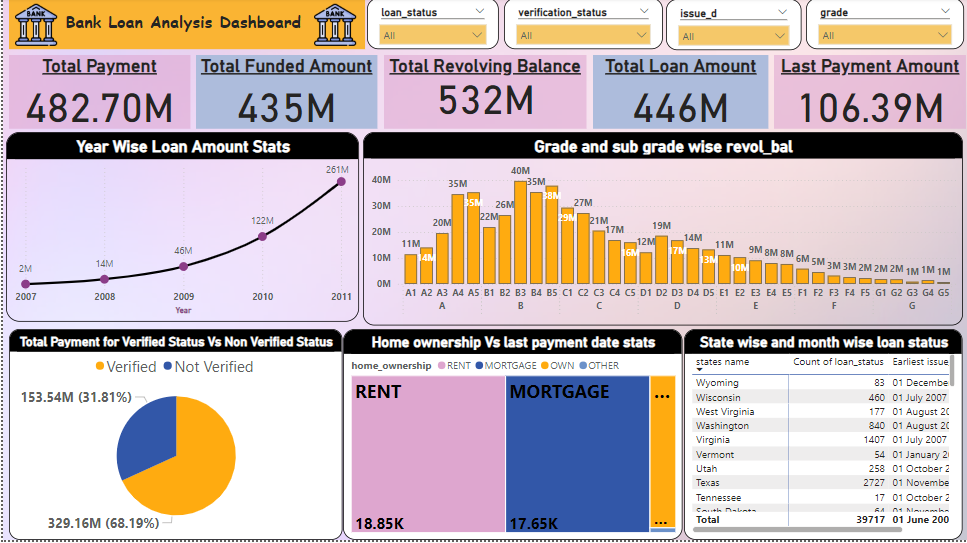 BANK
Bank Loan Analysis Dashboard
BANK
loan_status
All
verification_status
All
issue_d
All
grade
All
Total Payment
482.70M
Total Funded Amount
435M
Total Revolving Balance
532M
Total Loan Amount
446M
Last Payment Amount
106.39M
Year Wise Loan Amount Stats
2M
14M
46M
122M
261M
2007 2008 2009 2010 2011
Year
Grade and sub grade wise revol_bal
40M
30M
20M
10M
0M
11M 14M 20M 35M 35M 22M 26M 40M 35M 38M 29M 27M 21M 17M 16M 12M 19M 17M 14M 13M 11M 10M 9M 8M 8M 6M 5M 3M 3M 2M 2M 2M 1M 1M 1M
A1 A2 A3 A4 A5 B1 B2 B3 B4 B5 C1 C2 C3 C4 C5 D1 D2 D3 D4 D5 E1 E2 E3 E4 E5 F1 F2 F3 F4 F5 G1 G2 G3 G4 G5
A B C D E F G
Total Payment for Verified Status Vs Non Verified Status
Verified Not Verified
153.54M (31.81%)
329.16M (68.19%)
Home ownership Vs last payment date stats
home_ownership RENT MORTGAGE OWN OTHER
RENT MORTGAGE ...
18.85K 17.65K ...
State wise and month wise loan status
states name Count of loan_status Earliest issue
Wyoming 83 01 Decembe
Wisconsin 460 01 July 2007
West Virginia 177 01 August 20
Washington 840 01 August 20
Virginia 1407 01 July 2007
Vermont 54 01 January 2
Utah 258 01 October 2
Texas 2727 01 Novembe
Tennessee 17 01 October 2
South Dakota 64 01 Novembe
Total 39717 01 June 200